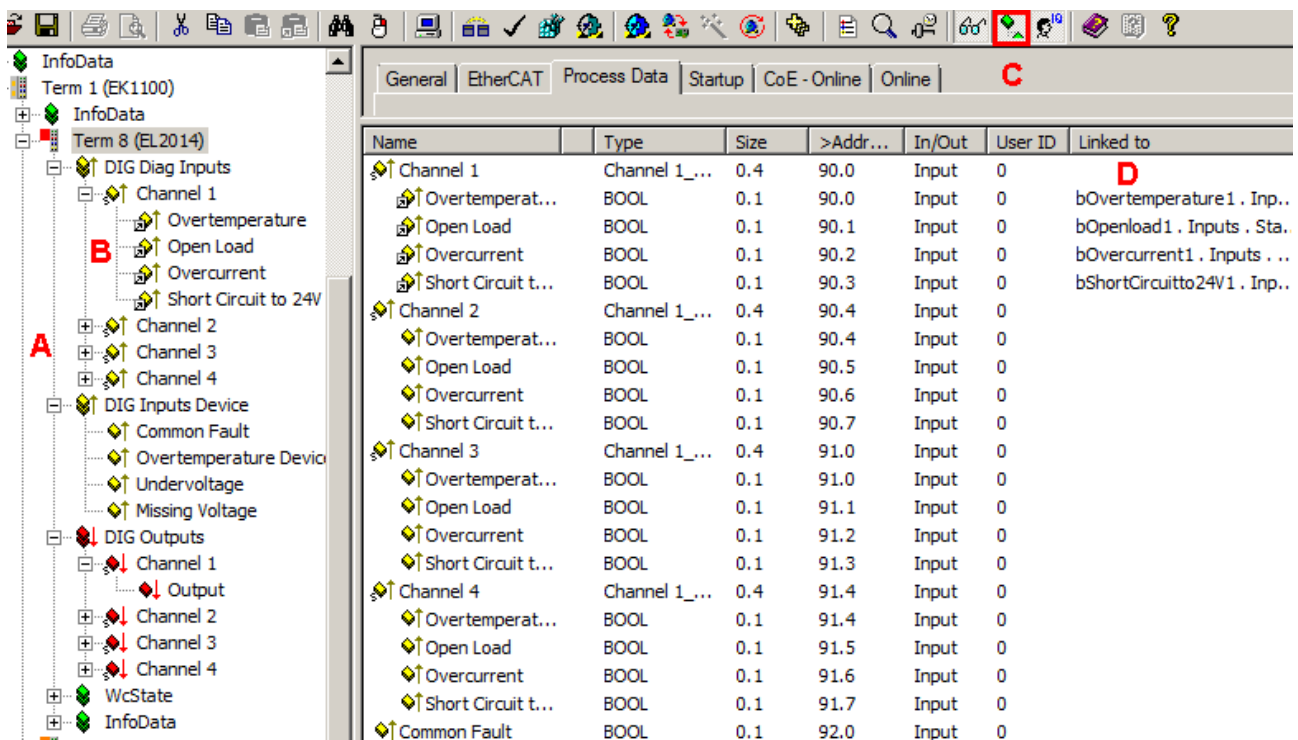 InfoData
Term 1 (EK1100)
InfoData
Term 8 (EL2014)
DIG Diag Inputs
Channel 1
Overtemperature
Open Load
Overcurrent
Short Circuit to 24V
Channel 2
Channel 3
Channel 4
DIG Inputs Device
Common Fault
Overtemperature Devic
Undervoltage
Missing Voltage
DIG Outputs
Channel 1
Output
Channel 2
Channel 3
Channel 4
WcState
InfoData
A
B
IQ
C
General EtherCAT Process Data Startup CoE - Online Online
Name Type Size >Addr... In/Out User ID Linked to
D
Channel 1 Channel 1_... 0.4 90.0 Input 0
Overtemperat... BOOL 0.1 90.0 Input 0 bOvertemperature1 . Inp...
Open Load BOOL 0.1 90.1 Input 0 bOpenload1 . Inputs . Sta...
Overcurrent BOOL 0.1 90.2 Input 0 bOvercurrent1 . Inputs . ...
Short Circuit t... BOOL 0.1 90.3 Input 0 bShortCircuitto24V1 . Inp...
Channel 2 Channel 1_... 0.4 90.4 Input 0
Overtemperat... BOOL 0.1 90.4 Input 0
Open Load BOOL 0.1 90.5 Input 0
Overcurrent BOOL 0.1 90.6 Input 0
Short Circuit t... BOOL 0.1 90.7 Input 0
Channel 3 Channel 1_... 0.4 91.0 Input 0
Overtemperat... BOOL 0.1 91.0 Input 0
Open Load BOOL 0.1 91.1 Input 0
Overcurrent BOOL 0.1 91.2 Input 0
Short Circuit t... BOOL 0.1 91.3 Input 0
Channel 4 Channel 1_... 0.4 91.4 Input 0
Overtemperat... BOOL 0.1 91.4 Input 0
Open Load BOOL 0.1 91.5 Input 0
Overcurrent BOOL 0.1 91.6 Input 0
Short Circuit t... BOOL 0.1 91.7 Input 0
Common Fault BOOL 0.1 92.0 Input 0